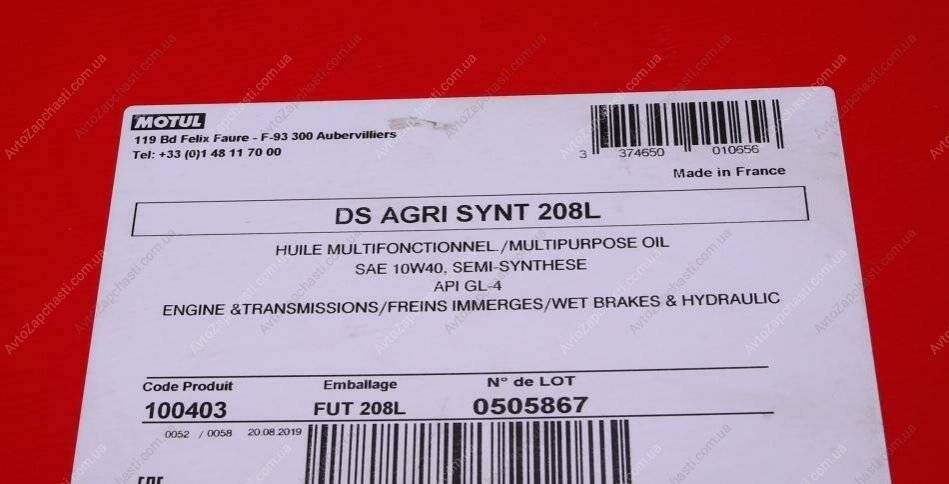 MOTUL
119 Bd Felix Faure - F-93 300 Aubervilliers
Tel: +33 (0)1 48 11 70 00
3 374650 010656
Made in France
DS AGRI SYNT 208L
HUILE MULTIFONCTIONNEL./MULTIPURPOSE OIL
SAE 10W40, SEMI-SYNTHESE
API GL-4
ENGINE &TRANSMISSIONS/FREINS IMMERGES/WET BRAKES & HYDRAULIC
Code Produit Emballage N° de LOT
100403 FUT 208L 0505867
0052 / 0058 20.08.2019
AvtoZapchasti.com.ua